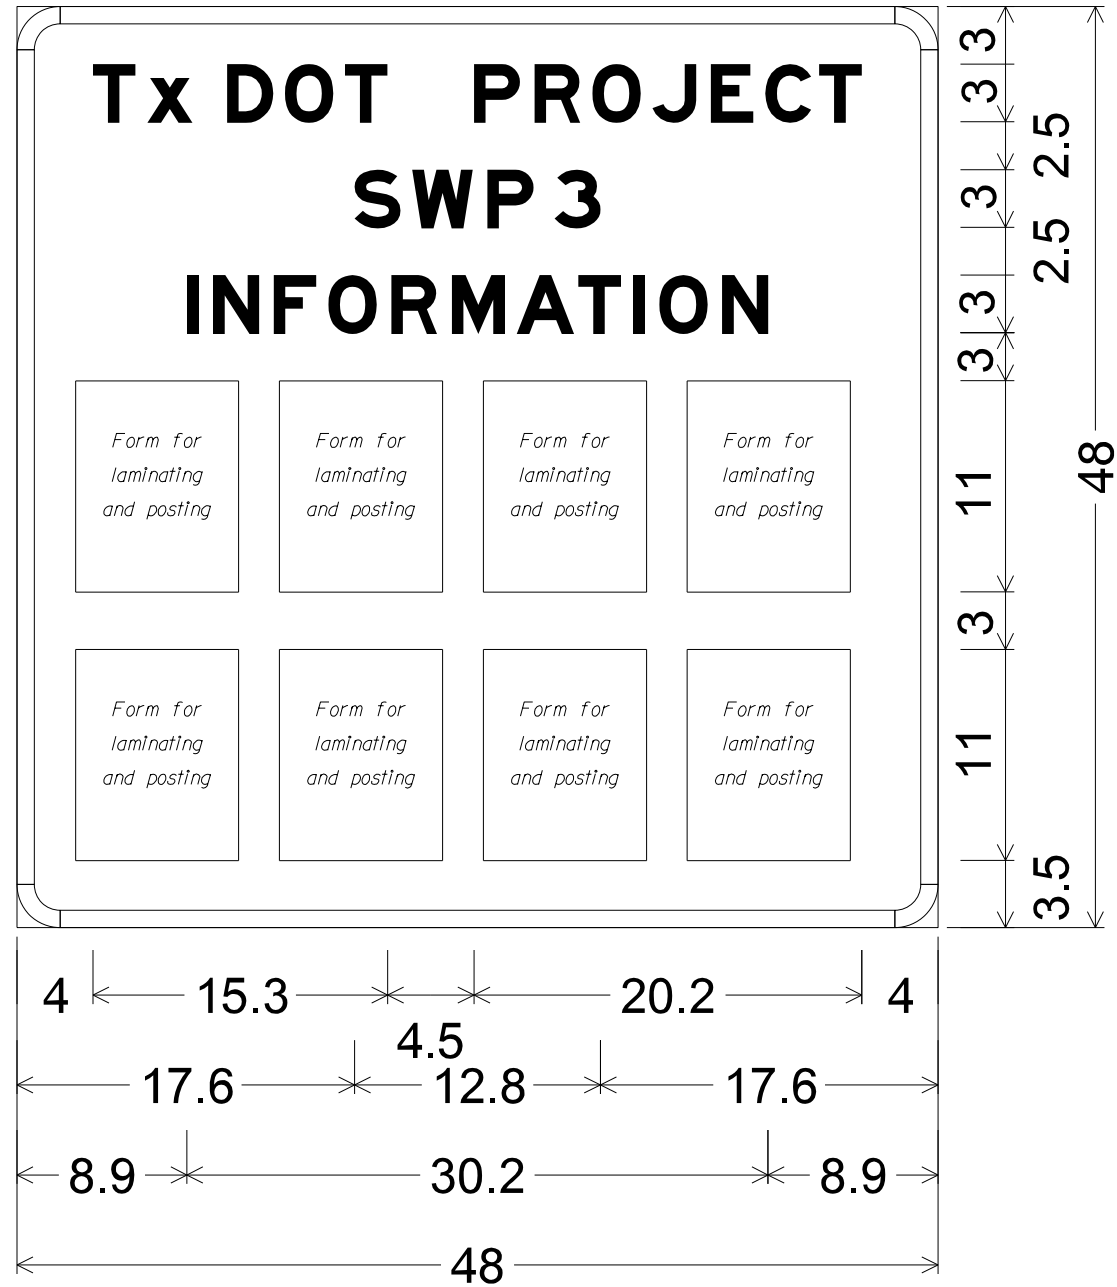 Tx DOT PROJECT
SWP 3
INFORMATION
Form for
laminating
and posting
Form for
laminating
and posting
Form for
laminating
and posting
Form for
laminating
and posting
Form for
laminating
and posting
Form for
laminating
and posting
Form for
laminating
and posting
Form for
laminating
and posting
3
3
2.5
3
2.5
3
3
11
3
11
3.5
48
4 15.3 20.2 4
4.5
17.6 12.8 17.6
8.9 30.2 8.9
48